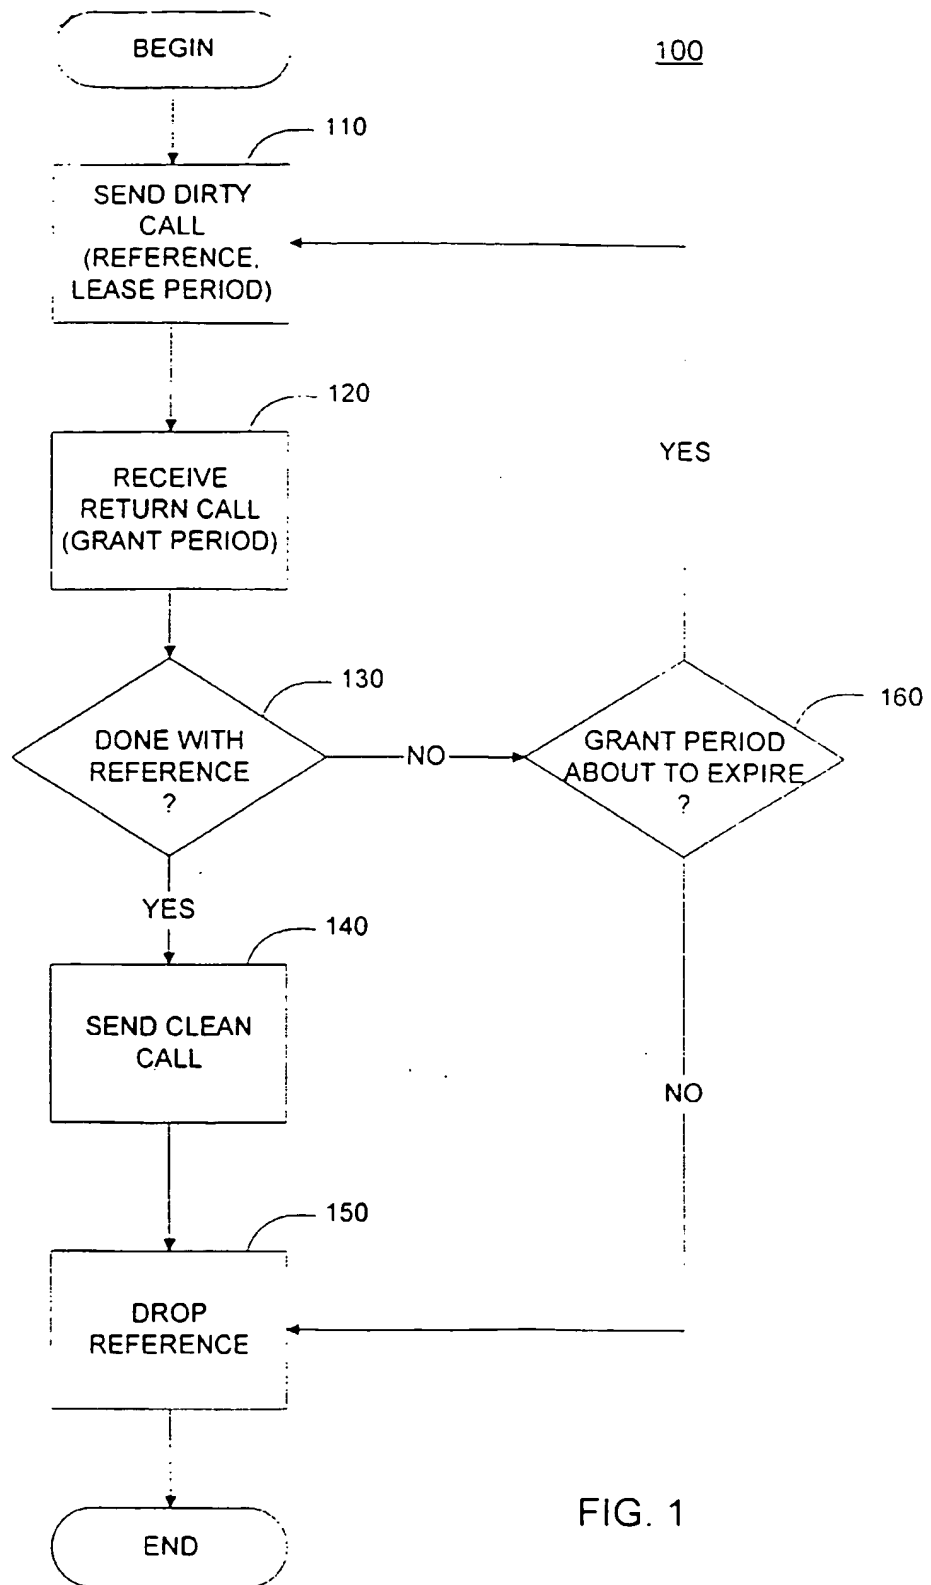 BEGIN
100
110
SEND DIRTY
CALL
(REFERENCE,
LEASE PERIOD)
120
RECEIVE
RETURN CALL
(GRANT PERIOD)
YES
130
DONE WITH
REFERENCE
?
NO
160
GRANT PERIOD
ABOUT TO EXPIRE
?
YES
140
SEND CLEAN
CALL
NO
150
DROP
REFERENCE
END
FIG. 1